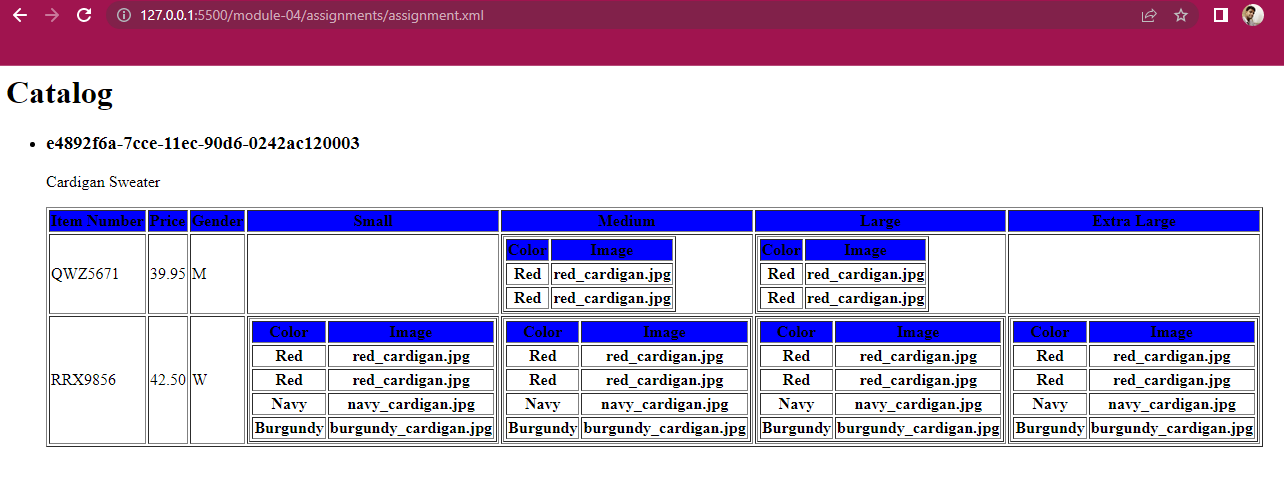 127.0.0.1:5500/module-04/assignments/assignment.xml
Catalog
e4892f6a-7cce-11ec-90d6-0242ac120003
Cardigan Sweater
Item Number Price Gender Small Medium Large Extra Large
QWZ5671 39.95 M
Color Image Color Image
Red red_cardigan.jpg Red red_cardigan.jpg
Red red_cardigan.jpg Red red_cardigan.jpg
RRX9856 42.50 W
Color Image Color Image Color Image Color Image
Red red_cardigan.jpg Red red_cardigan.jpg Red red_cardigan.jpg Red red_cardigan.jpg
Red red_cardigan.jpg Red red_cardigan.jpg Red red_cardigan.jpg Red red_cardigan.jpg
Navy navy_cardigan.jpg Navy navy_cardigan.jpg Navy navy_cardigan.jpg Navy navy_cardigan.jpg
Burgundy burgundy_cardigan.jpg Burgundy burgundy_cardigan.jpg Burgundy burgundy_cardigan.jpg Burgundy burgundy_cardigan.jpg